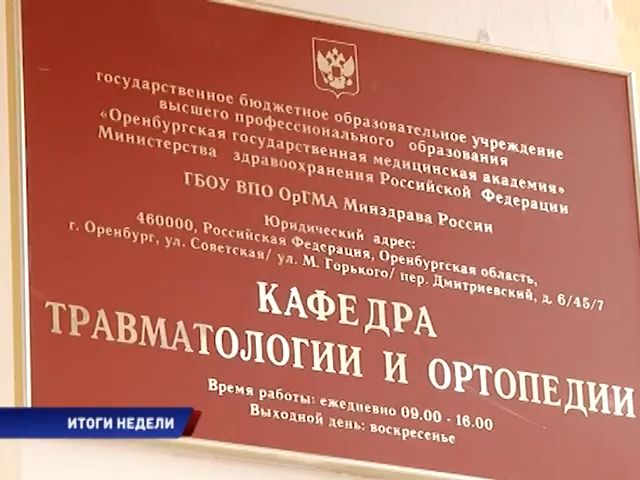 государственное бюджетное образовательное учреждение
высшего профессионального образования
«Оренбургская государственная медицинская академия»
Министерства здравоохранения Российской Федерации
ГБОУ ВПО ОрГМА Минздрава России
Юридический адрес:
460000, Российская Федерация, Оренбургская область,
г. Оренбург, ул. Советская/ ул. М. Горького/ пер. Дмитриевский, д. 6/45/7
КАФЕДРА
ТРАВМАТОЛОГИИ И ОРТОПЕДИИ
Время работы: ежедневно 09.00 - 16.00
Выходной день: воскресенье
ИТОГИ НЕДЕЛИ